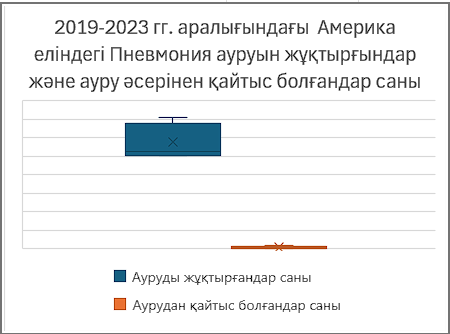 2019-2023 гг. аралығындағы Америка
еліндегі Пневмония ауруын жұқтырғындар
және ауру әсерінен қайтыс болғандар саны
Ауруды жұқтырғандар саны
Аурудан қайтыс болғандар саны